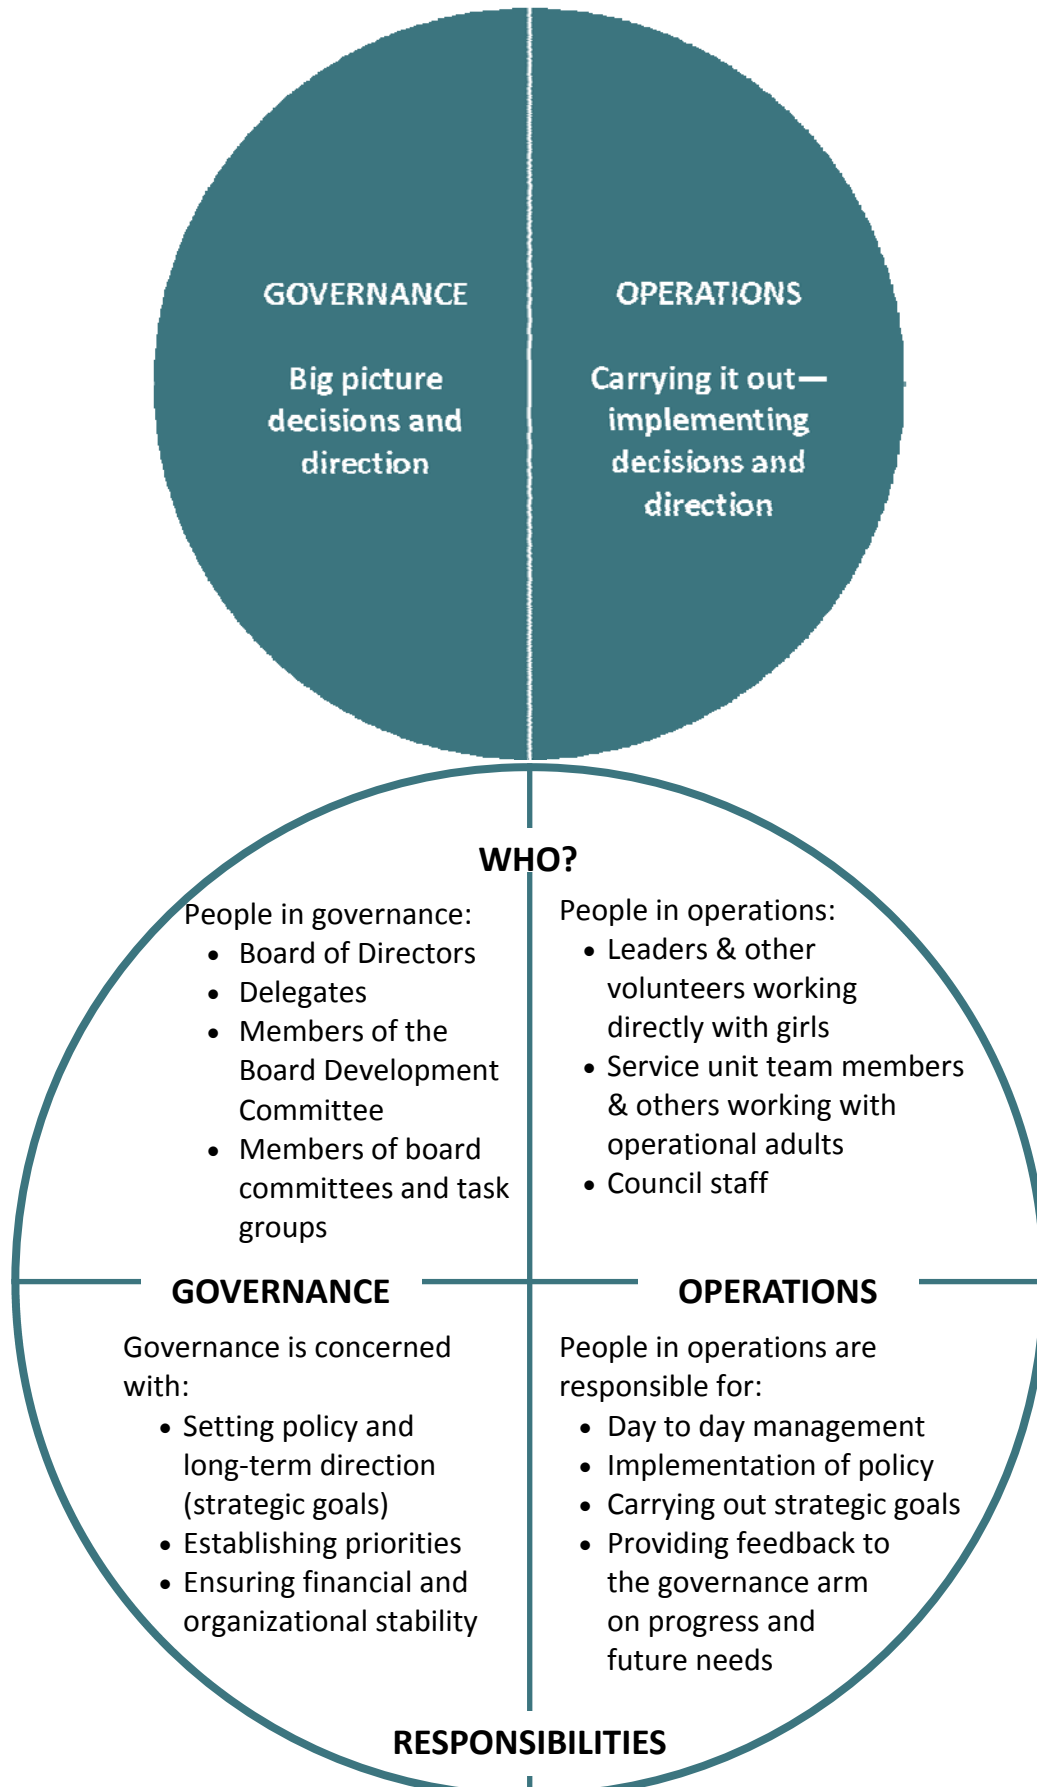 GOVERNANCE
Big picture
decisions and
direction
OPERATIONS
Carrying it out—
implementing
decisions and
direction
WHO?
People in governance:
• Board of Directors
• Delegates
• Members of the
Board Development
Committee
• Members of board
committees and task
groups
People in operations:
• Leaders & other
volunteers working
directly with girls
• Service unit team members
& others working with
operational adults
• Council staff
GOVERNANCE
Governance is concerned
with:
• Setting policy and
long-term direction
(strategic goals)
• Establishing priorities
• Ensuring financial and
organizational stability
OPERATIONS
People in operations are
responsible for:
• Day to day management
• Implementation of policy
• Carrying out strategic goals
• Providing feedback to
the governance arm
on progress and
future needs
RESPONSIBILITIES